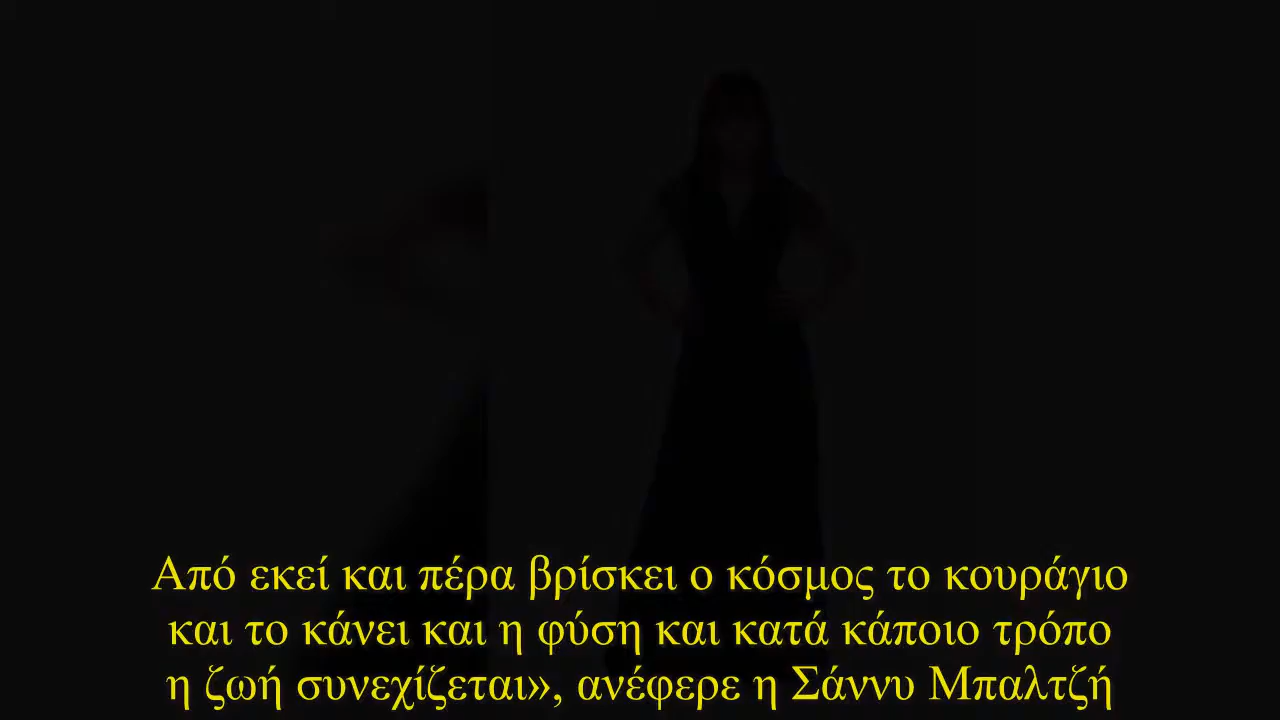 Από εκεί και πέρα βρίσκει ο κόσμος το κουράγιο
και το κάνει και η φύση και κατά κάποιο τρόπο
η ζωή συνεχίζεται», ανέφερε η Σάννυ Μπαλτζή